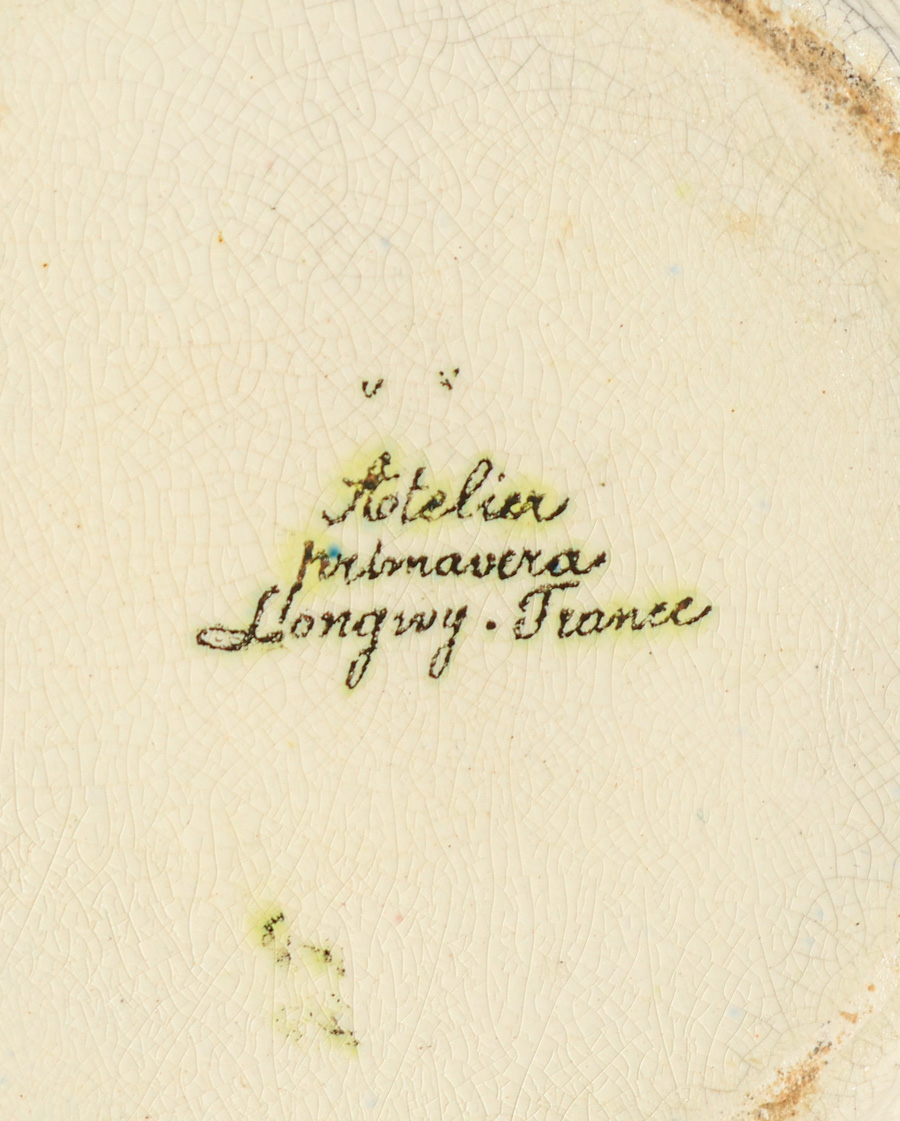 Atelier
primavera
Longwy . France